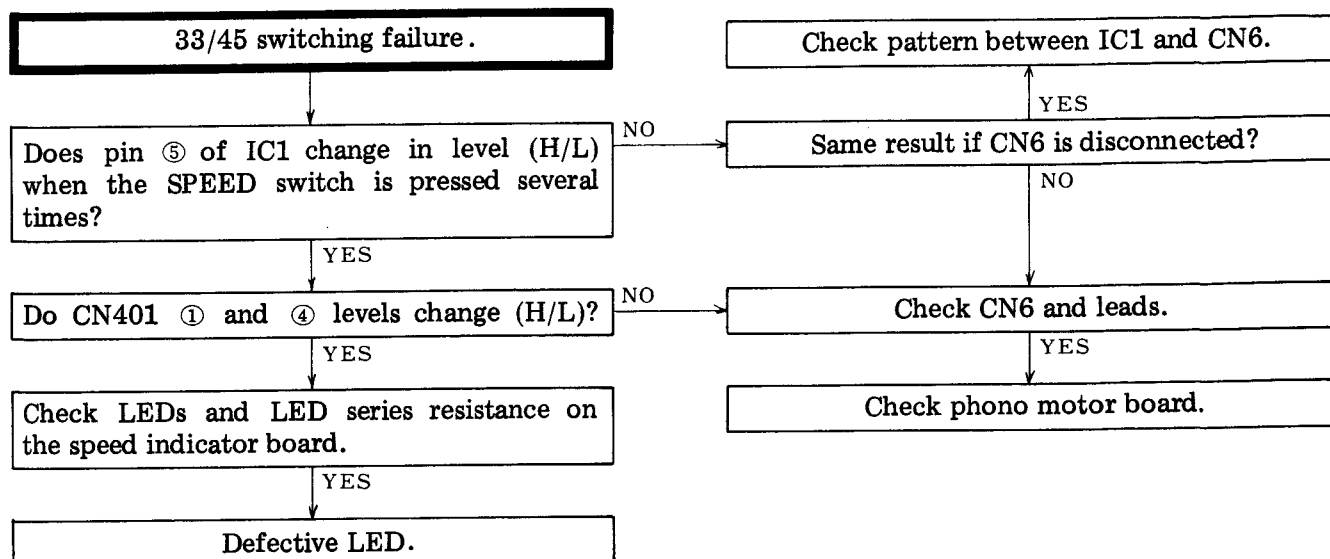 33/45 switching failure.
Check pattern between IC1 and CN6.
YES
Does pin ⑤ of IC1 change in level (H/L)
when the SPEED switch is pressed several
times?
NO
Same result if CN6 is disconnected?
YES
NO
Do CN401 ① and ④ levels change (H/L)?
NO
Check CN6 and leads.
YES
YES
Check LEDs and LED series resistance on
the speed indicator board.
Check phono motor board.
YES
Defective LED.